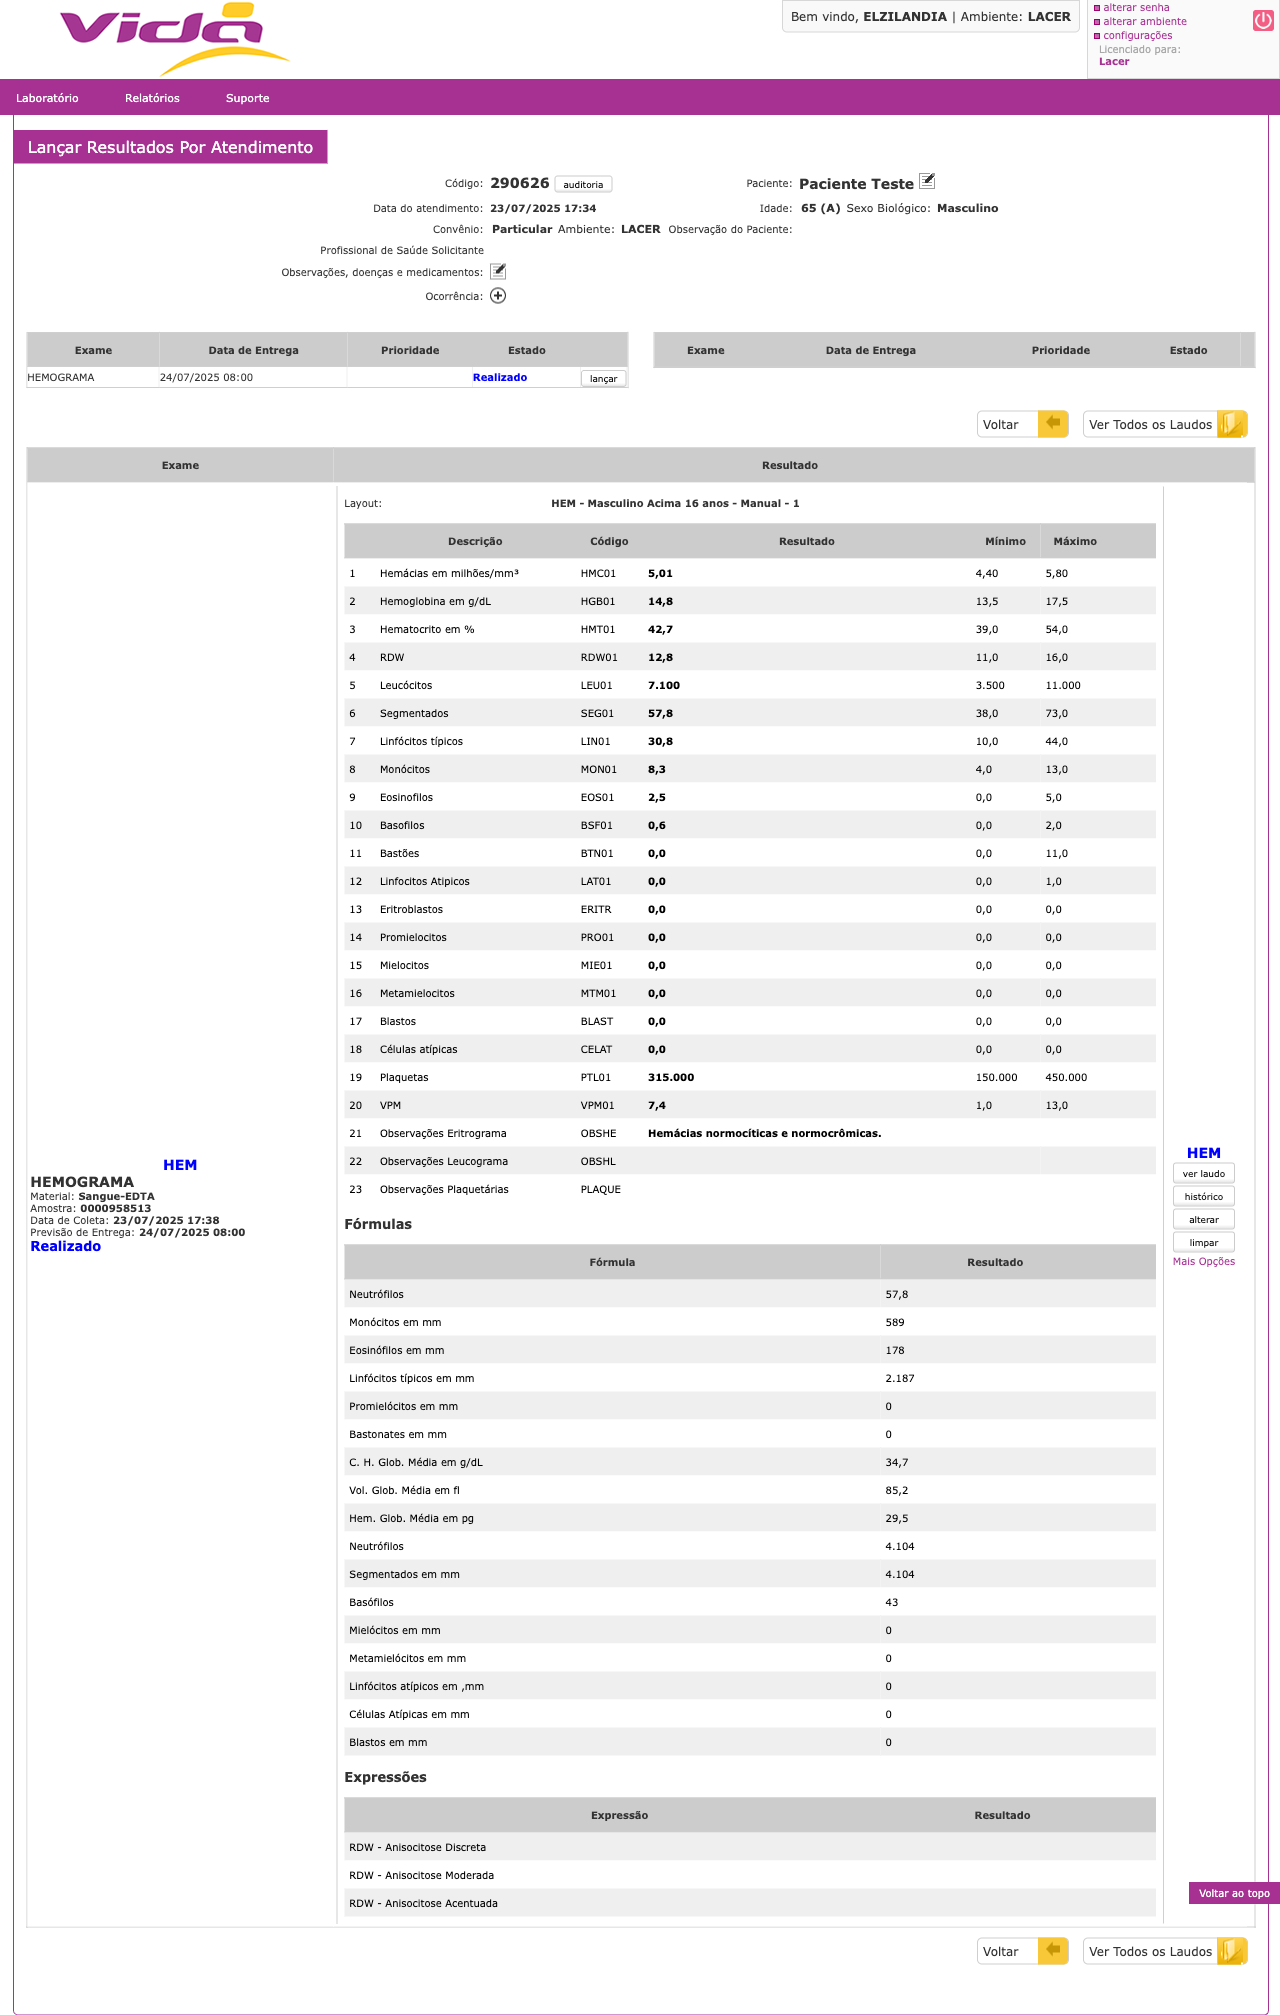 Vida
Bem vindo, ELZILANDIA | Ambiente: LACER
alterar senha
alterar ambiente
configurações
Licenciado para:
Lacer
Laboratório Relatórios Suporte
Lançar Resultados Por Atendimento
Código: 290626 auditoria Paciente: Paciente Teste
Data do atendimento: 23/07/2025 17:34 Idade: 65 (A) Sexo Biológico: Masculino
Convênio: Particular Ambiente: LACER Observação do Paciente:
Profissional de Saúde Solicitante
Observações, doenças e medicamentos:
Ocorrência:
Exame Data de Entrega Prioridade Estado
HEMOGRAMA 24/07/2025 08:00 Realizado lançar
Exame Data de Entrega Prioridade Estado
Voltar Ver Todos os Laudos
Exame Resultado
Layout: HEM - Masculino Acima 16 anos - Manual - 1
Descrição Código Resultado Mínimo Máximo
1 Hemácias em milhões/mm³ HMC01 5,01 4,40 5,80
2 Hemoglobina em g/dL HGB01 14,8 13,5 17,5
3 Hematocrito em % HMT01 42,7 39,0 54,0
4 RDW RDW01 12,8 11,0 16,0
5 Leucócitos LEU01 7.100 3.500 11.000
6 Segmentados SEG01 57,8 38,0 73,0
7 Linfócitos típicos LIN01 30,8 10,0 44,0
8 Monócitos MON01 8,3 4,0 13,0
9 Eosinofilos EOS01 2,5 0,0 5,0
10 Basofilos BSF01 0,6 0,0 2,0
11 Bastões BTN01 0,0 0,0 11,0
12 Linfocitos Atipicos LAT01 0,0 0,0 1,0
13 Eritroblastos ERITR 0,0 0,0 0,0
14 Promielocitos PRO01 0,0 0,0 0,0
15 Mielocitos MIE01 0,0 0,0 0,0
16 Metamielocitos MTM01 0,0 0,0 0,0
17 Blastos BLAST 0,0 0,0 0,0
18 Células atípicas CELAT 0,0 0,0 0,0
19 Plaquetas PTL01 315.000 150.000 450.000
20 VPM VPM01 7,4 1,0 13,0
21 Observações Eritrograma OBSHE Hemácias normocíticas e normocrômicas.
22 Observações Leucograma OBSHL
23 Observações Plaquetárias PLAQUE
HEM
HEMOGRAMA
Material: Sangue-EDTA
Amostra: 0000958513
Data de Coleta: 23/07/2025 17:38
Previsão de Entrega: 24/07/2025 08:00
Realizado
HEM
ver laudo
histórico
alterar
limpar
Mais Opções
Fórmulas
Fórmula Resultado
Neutrófilos 57,8
Monócitos em mm 589
Eosinófilos em mm 178
Linfócitos típicos em mm 2.187
Promielócitos em mm 0
Bastonates em mm 0
C. H. Glob. Média em g/dL 34,7
Vol. Glob. Média em fl 85,2
Hem. Glob. Média em pg 29,5
Neutrófilos 4.104
Segmentados em mm 4.104
Basófilos 43
Mielócitos em mm 0
Metamielócitos em mm 0
Linfócitos atípicos em ,mm 0
Células Atípicas em mm 0
Blastos em mm 0
Expressões
Expressão Resultado
RDW - Anisocitose Discreta
RDW - Anisocitose Moderada
RDW - Anisocitose Acentuada
Voltar ao topo
Voltar Ver Todos os Laudos